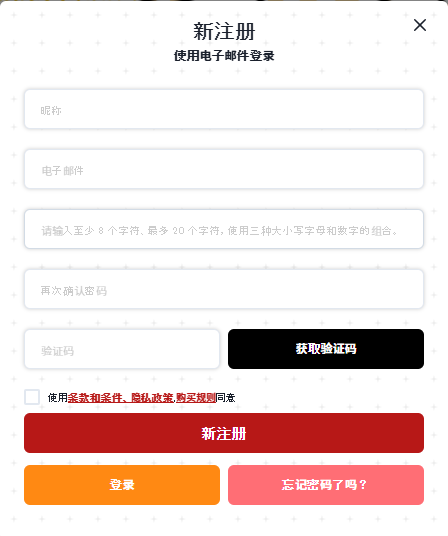 新注册
使用电子邮件登录
昵称
电子邮件
请输入至少 8 个字符、最多 20 个字符，使用三种大小写字母和数字的组合。
再次确认密码
验证码
获取验证码
使用条款和条件、隐私政策,购买规则同意
新注册
登录
忘记密码了吗？